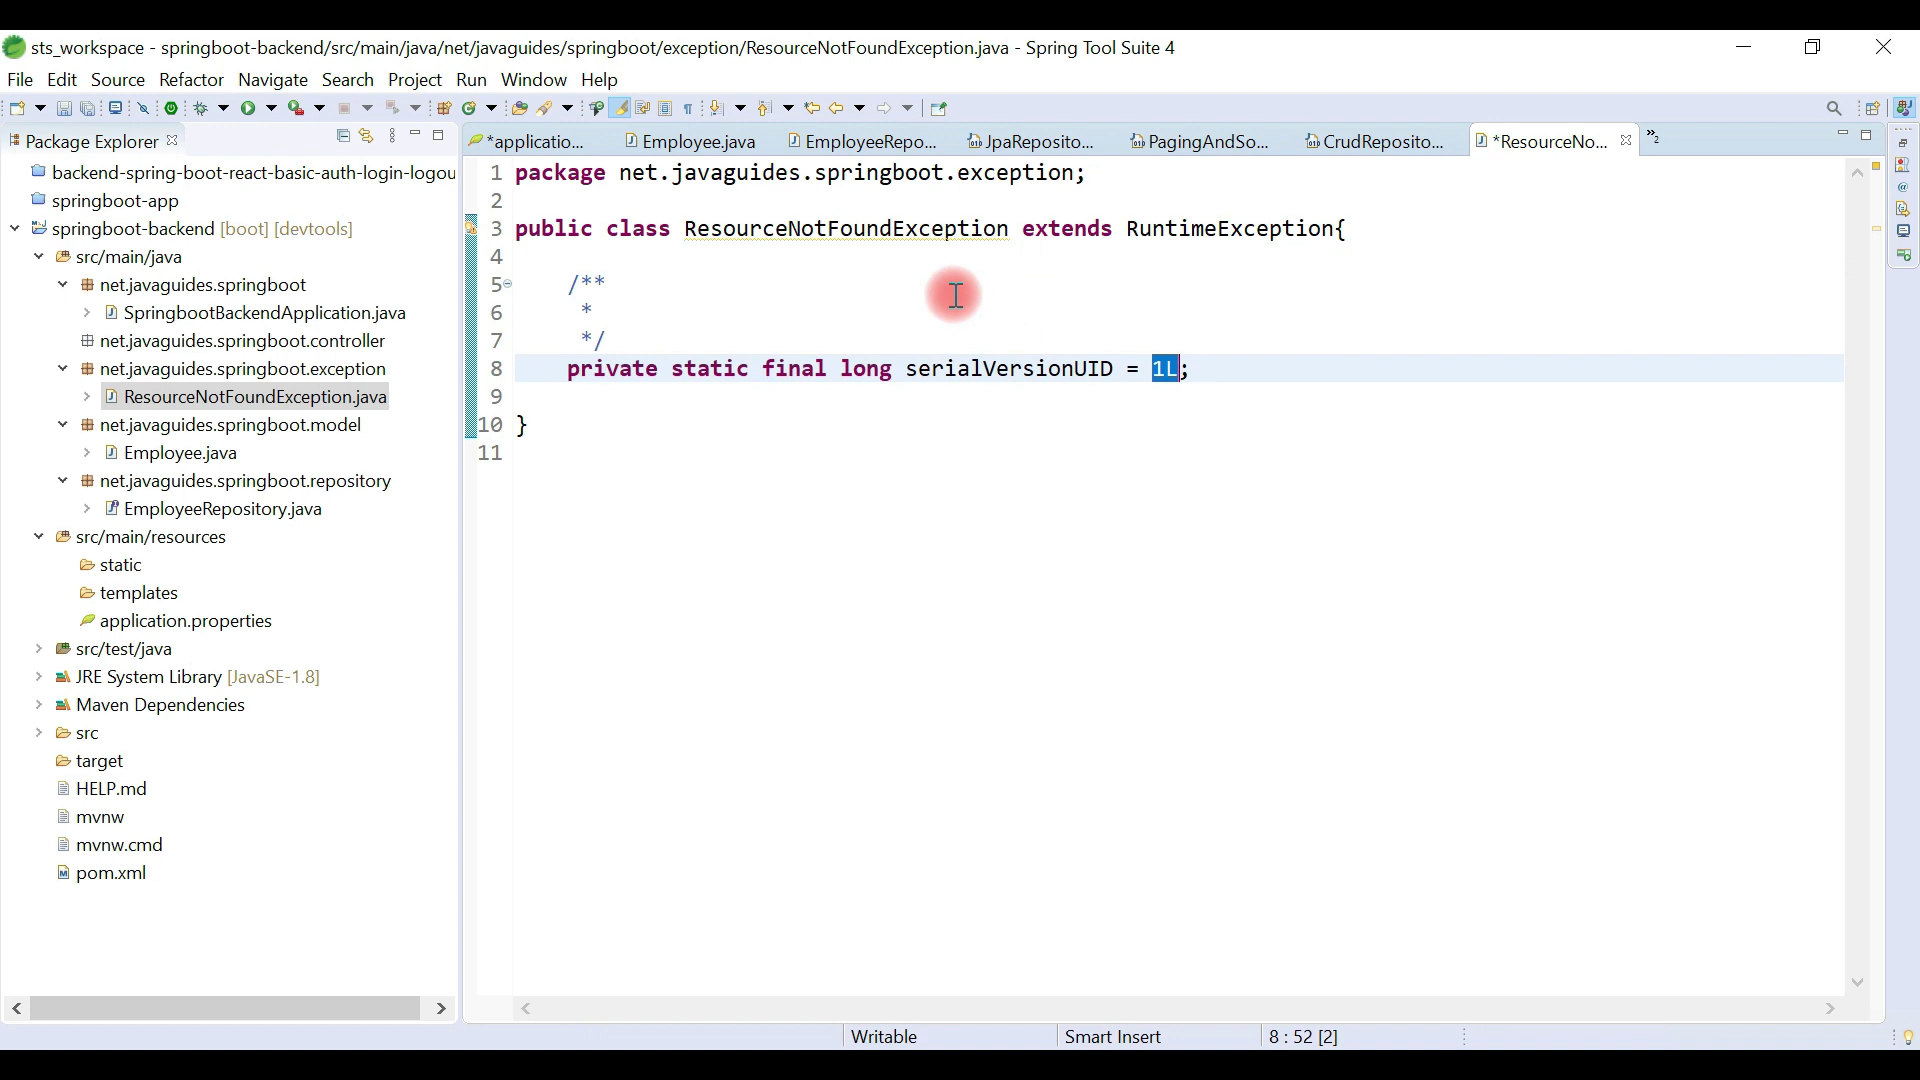 sts_workspace - springboot-backend/src/main/java/net/javaguides/springboot/exception/ResourceNotFoundException.java - Spring Tool Suite 4
File Edit Source Refactor Navigate Search Project Run Window Help
Package Explorer
*applicatio... Employee.java EmployeeRepo... JpaReposito... PagingAndSo... CrudReposito... *ResourceNo... »2
backend-spring-boot-react-basic-auth-login-logou
springboot-app
springboot-backend [boot] [devtools]
src/main/java
net.javaguides.springboot
SpringbootBackendApplication.java
net.javaguides.springboot.controller
net.javaguides.springboot.exception
ResourceNotFoundException.java
net.javaguides.springboot.model
Employee.java
net.javaguides.springboot.repository
EmployeeRepository.java
src/main/resources
static
templates
application.properties
src/test/java
JRE System Library [JavaSE-1.8]
Maven Dependencies
src
target
HELP.md
mvnw
mvnw.cmd
pom.xml
1 package net.javaguides.springboot.exception;
2
3 public class ResourceNotFoundException extends RuntimeException{
4
5 /**
6 *
7 */
8 private static final long serialVersionUID = 1L;
9
10 }
11
Writable Smart Insert 8 : 52 [2]